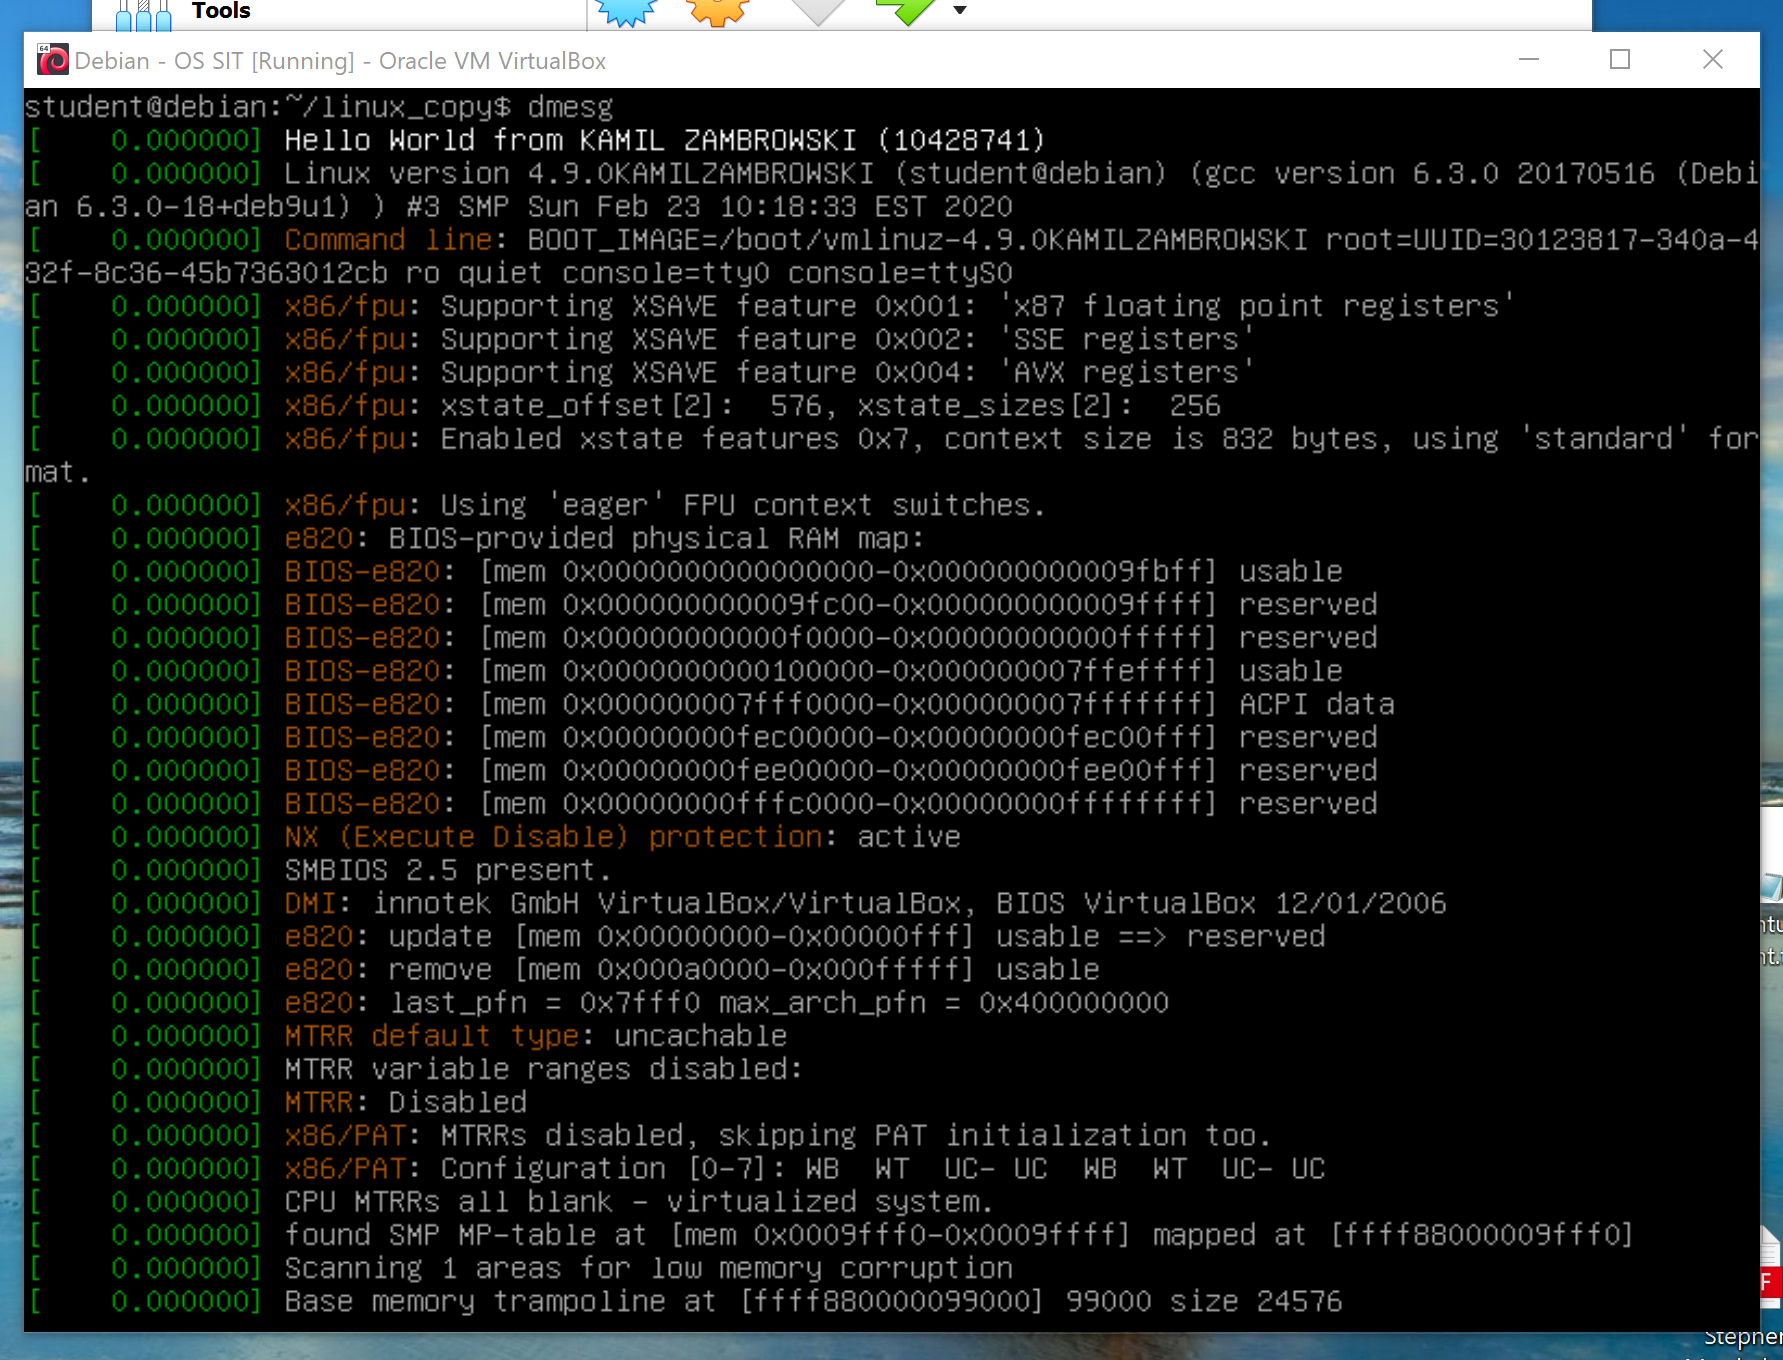 Tools
Debian - OS SIT [Running] - Oracle VM VirtualBox
student@debian:~/linux_copy$ dmesg
[    0.000000] Hello World from KAMIL ZAMBROWSKI (10428741)
[    0.000000] Linux version 4.9.0KAMILZAMBROWSKI (student@debian) (gcc version 6.3.0 20170516 (Debi
an 6.3.0-18+deb9u1) ) #3 SMP Sun Feb 23 10:18:33 EST 2020
[    0.000000] Command line: BOOT_IMAGE=/boot/vmlinuz-4.9.0KAMILZAMBROWSKI root=UUID=30123817-340a-4
32f-8c36-45b7363012cb ro quiet console=tty0 console=ttyS0
[    0.000000] x86/fpu: Supporting XSAVE feature 0x001: 'x87 floating point registers'
[    0.000000] x86/fpu: Supporting XSAVE feature 0x002: 'SSE registers'
[    0.000000] x86/fpu: Supporting XSAVE feature 0x004: 'AVX registers'
[    0.000000] x86/fpu: xstate_offset[2]:  576, xstate_sizes[2]:  256
[    0.000000] x86/fpu: Enabled xstate features 0x7, context size is 832 bytes, using 'standard' for
mat.
[    0.000000] x86/fpu: Using 'eager' FPU context switches.
[    0.000000] e820: BIOS-provided physical RAM map:
[    0.000000] BIOS-e820: [mem 0x0000000000000000-0x000000000009fbff] usable
[    0.000000] BIOS-e820: [mem 0x000000000009fc00-0x000000000009ffff] reserved
[    0.000000] BIOS-e820: [mem 0x00000000000f0000-0x00000000000fffff] reserved
[    0.000000] BIOS-e820: [mem 0x0000000000100000-0x000000007ffeffff] usable
[    0.000000] BIOS-e820: [mem 0x000000007fff0000-0x000000007fffffff] ACPI data
[    0.000000] BIOS-e820: [mem 0x00000000fec00000-0x00000000fec00fff] reserved
[    0.000000] BIOS-e820: [mem 0x00000000fee00000-0x00000000fee00fff] reserved
[    0.000000] BIOS-e820: [mem 0x00000000fffc0000-0x00000000ffffffff] reserved
[    0.000000] NX (Execute Disable) protection: active
[    0.000000] SMBIOS 2.5 present.
[    0.000000] DMI: innotek GmbH VirtualBox/VirtualBox, BIOS VirtualBox 12/01/2006
[    0.000000] e820: update [mem 0x00000000-0x00000fff] usable ==> reserved
[    0.000000] e820: remove [mem 0x000a0000-0x000fffff] usable
[    0.000000] e820: last_pfn = 0x7fff0 max_arch_pfn = 0x400000000
[    0.000000] MTRR default type: uncachable
[    0.000000] MTRR variable ranges disabled:
[    0.000000] MTRR: Disabled
[    0.000000] x86/PAT: MTRRs disabled, skipping PAT initialization too.
[    0.000000] x86/PAT: Configuration [0-7]: WB  WT  UC- UC  WB  WT  UC- UC
[    0.000000] CPU MTRRs all blank - virtualized system.
[    0.000000] found SMP MP-table at [mem 0x0009fff0-0x0009ffff] mapped at [ffff88000009fff0]
[    0.000000] Scanning 1 areas for low memory corruption
[    0.000000] Base memory trampoline at [ffff880000099000] 99000 size 24576